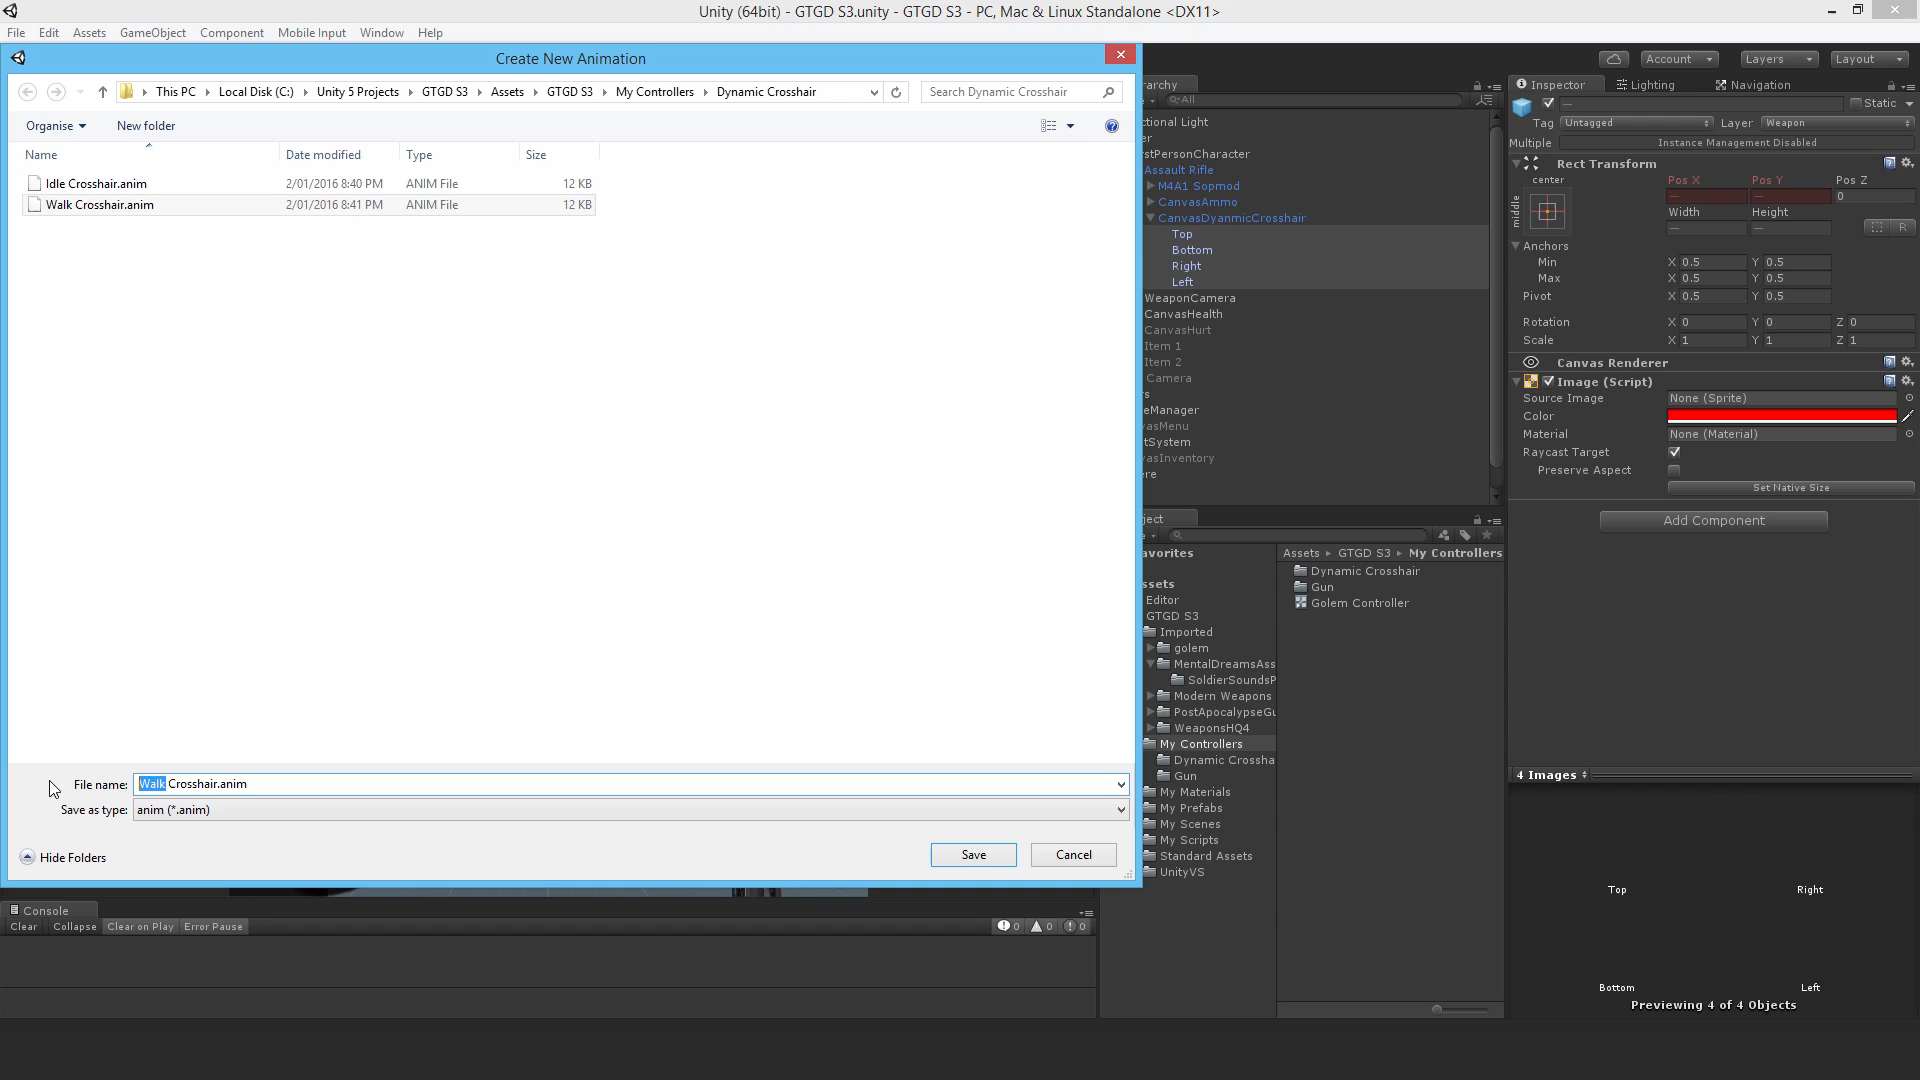 Unity (64bit) - GTGD S3.unity - GTGD S3 - PC, Mac & Linux Standalone <DX11>
File Edit Assets GameObject Component Mobile Input Window Help
Create New Animation
This PC Local Disk (C:) Unity 5 Projects GTGD S3 Assets GTGD S3 My Controllers Dynamic Crosshair
Search Dynamic Crosshair
Organise New folder
Name Date modified Type Size
Idle Crosshair.anim 2/01/2016 8:40 PM ANIM File 12 KB
Walk Crosshair.anim 2/01/2016 8:41 PM ANIM File 12 KB
File name: Walk Crosshair.anim
Save as type: anim (*.anim)
Hide Folders
Save Cancel
Account Layers Layout
rarchy
All
ctional Light
er
rstPersonCharacter
Assault Rifle
M4A1 Sopmod
CanvasAmmo
CanvasDyanmicCrosshair
Top
Bottom
Right
Left
WeaponCamera
CanvasHealth
CanvasHurt
Item 1
Item 2
Camera
rs
eManager
vasMenu
tSystem
vasInventory
ere
Inspector Lighting Navigation
— Static
Tag Untagged Layer Weapon
Multiple Instance Management Disabled
Rect Transform
center Pos X Pos Y Pos Z
middle — — 0
Width Height
— — R
Anchors
Min X 0.5 Y 0.5
Max X 0.5 Y 0.5
Pivot X 0.5 Y 0.5
Rotation X 0 Y 0 Z 0
Scale X 1 Y 1 Z 1
Canvas Renderer
Image (Script)
Source Image None (Sprite)
Color
Material None (Material)
Raycast Target
Preserve Aspect
Set Native Size
Add Component
ject
avorites
ssets
Editor
GTGD S3
Imported
golem
MentalDreamsAss
SoldierSoundsP
Modern Weapons
PostApocalypseGu
WeaponsHQ4
My Controllers
Dynamic Crossha
Gun
My Materials
My Prefabs
My Scenes
My Scripts
Standard Assets
UnityVS
Assets GTGD S3 My Controllers
Dynamic Crosshair
Gun
Golem Controller
4 Images
Top Right
Bottom Left
Previewing 4 of 4 Objects
Console
Clear Collapse Clear on Play Error Pause 0 0 0